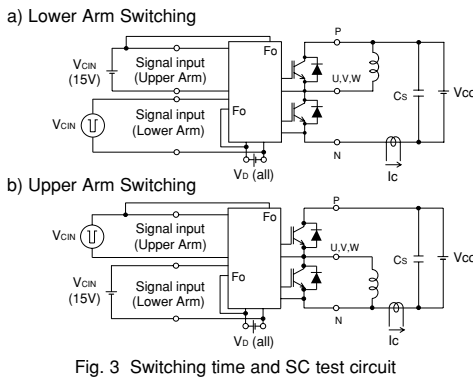 a) Lower Arm Switching
P
Fo
VCIN
(15V)
Signal input
(Upper Arm)
U,V,W
CS
VCC
Signal input
(Lower Arm)
VCIN
Fo
N
VD (all)
Ic
b) Upper Arm Switching
P
Fo
VCIN
Signal input
(Upper Arm)
U,V,W
CS
VCC
VCIN
(15V)
Signal input
(Lower Arm)
Fo
N
VD (all)
Ic
Fig. 3 Switching time and SC test circuit